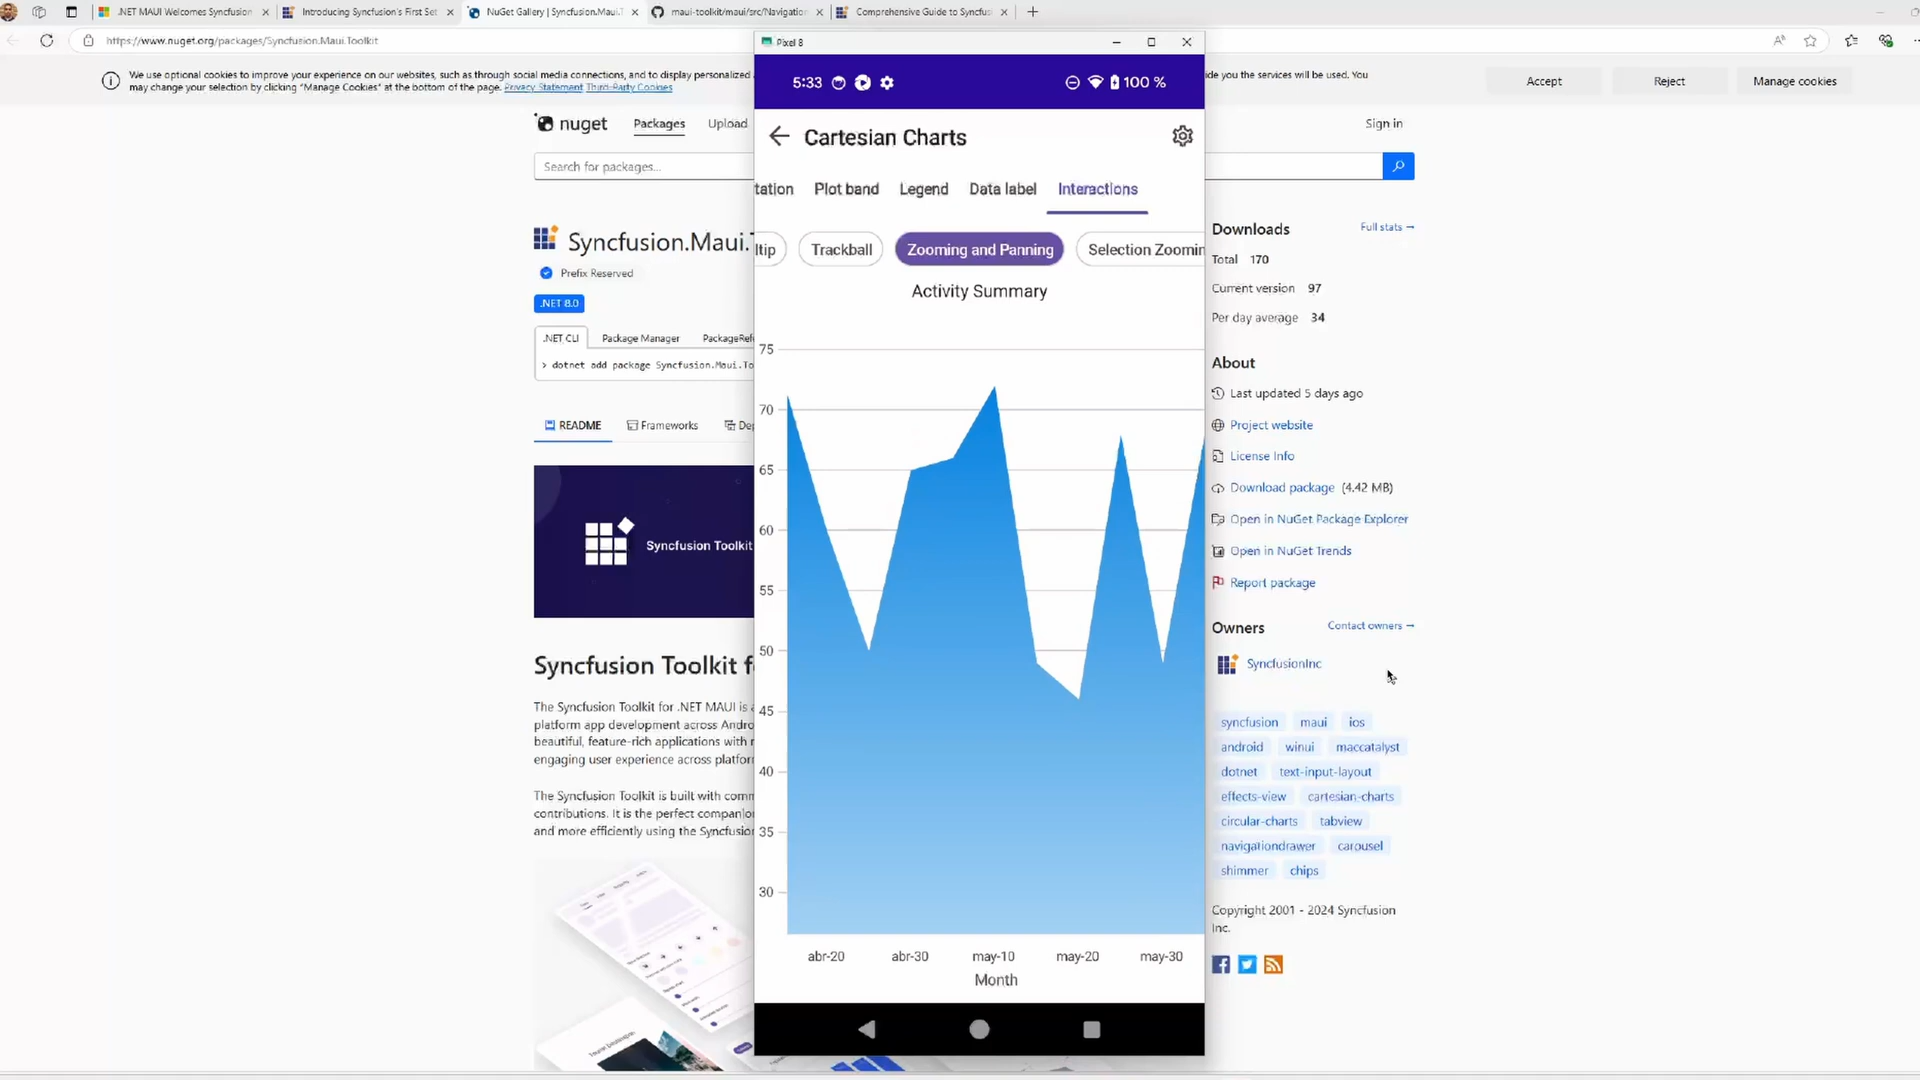 .NET MAUI Welcomes Syncfusion
Introducing Syncfusion's First Set
NuGet Gallery | Syncfusion.Maui.T
maui-toolkit/maui/src/Navigation
Comprehensive Guide to Syncfus
https://www.nuget.org/packages/Syncfusion.Maui.Toolkit
We use optional cookies to improve your experience on our websites, such as through social media connections, and to display personalized
de you the services will be used. You
may change your selection by clicking "Manage Cookies" at the bottom of the page. Privacy Statement Third-Party Cookies
Accept
Reject
Manage cookies
nuget
Packages
Upload
Sign in
Search for packages...
Syncfusion.Maui.T
Prefix Reserved
.NET 8.0
.NET CLI
Package Manager
PackageRef
> dotnet add package Syncfusion.Maui.To
README
Frameworks
Dep
Syncfusion Toolkit
Syncfusion Toolkit f
The Syncfusion Toolkit for .NET MAUI is a
platform app development across Andro
beautiful, feature-rich applications with
engaging user experience across platfor
The Syncfusion Toolkit is built with comm
contributions. It is the perfect companion
and more efficiently using the Syncfusion
Pixel 8
5:33
100 %
Cartesian Charts
tation
Plot band
Legend
Data label
Interactions
ltip
Trackball
Zooming and Panning
Selection Zoomin
Activity Summary
75
70
65
60
55
50
45
40
35
30
abr-20
abr-30
may-10
may-20
may-30
Month
Downloads
Full stats →
Total 170
Current version 97
Per day average 34
About
Last updated 5 days ago
Project website
License Info
Download package (4.42 MB)
Open in NuGet Package Explorer
Open in NuGet Trends
Report package
Owners
Contact owners →
SyncfusionInc
syncfusion
maui
ios
android
winui
maccatalyst
dotnet
text-input-layout
effects-view
cartesian-charts
circular-charts
tabview
navigationdrawer
carousel
shimmer
chips
Copyright 2001 - 2024 Syncfusion
Inc.